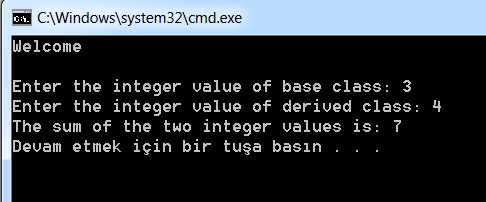 C:\Windows\system32\cmd.exe
Welcome
Enter the integer value of base class: 3
Enter the integer value of derived class: 4
The sum of the two integer values is: 7
Devam etmek için bir tuşa basın . . .